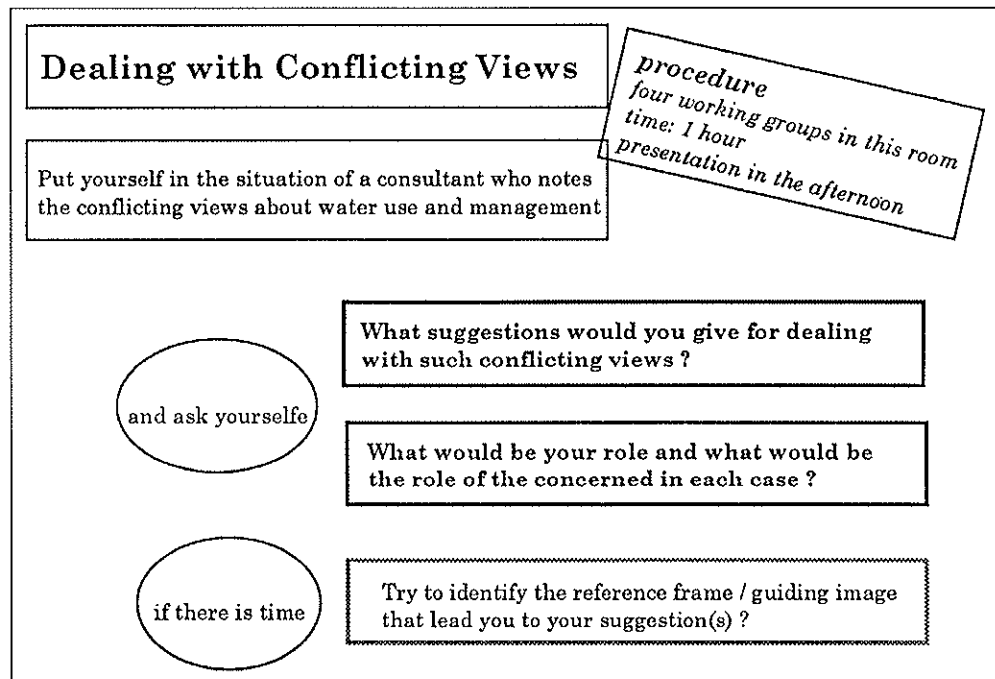 Dealing with Conflicting Views
procedure
four working groups in this room
time: 1 hour
presentation in the afternoon
Put yourself in the situation of a consultant who notes
the conflicting views about water use and management
and ask yourselfe
What suggestions would you give for dealing
with such conflicting views ?
What would be your role and what would be
the role of the concerned in each case ?
if there is time
Try to identify the reference frame / guiding image
that lead you to your suggestion(s) ?